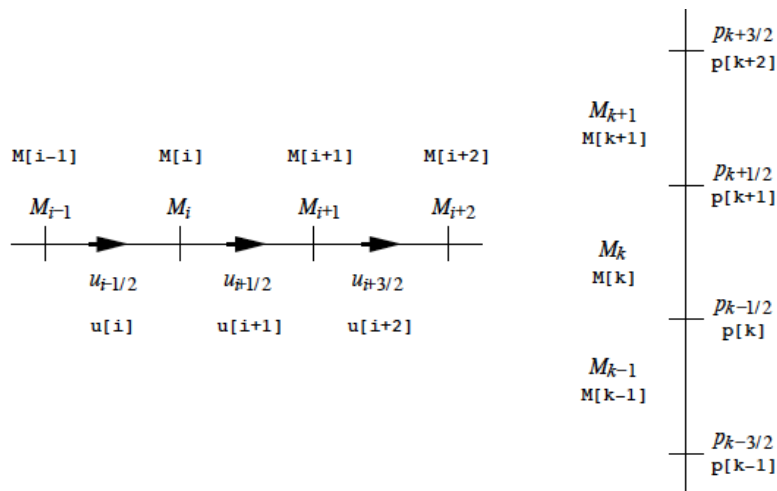 M[i-1] M[i] M[i+1] M[i+2]
M_{i−1} M_i M_{i+1} M_{i+2}
u_{i−1/2} u_{i+1/2} u_{i+3/2}
u[i] u[i+1] u[i+2]
p_{k+3/2}
p[k+2]
M_{k+1}
M[k+1]
p_{k+1/2}
p[k+1]
M_k
M[k]
p_{k−1/2}
p[k]
M_{k−1}
M[k-1]
p_{k−3/2}
p[k-1]